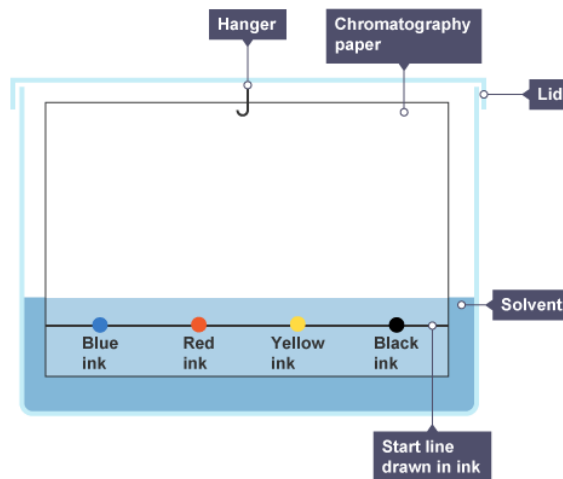 Hanger
Chromatography
paper
Lid
Solvent
Blue
ink
Red
ink
Yellow
ink
Black
ink
Start line
drawn in ink